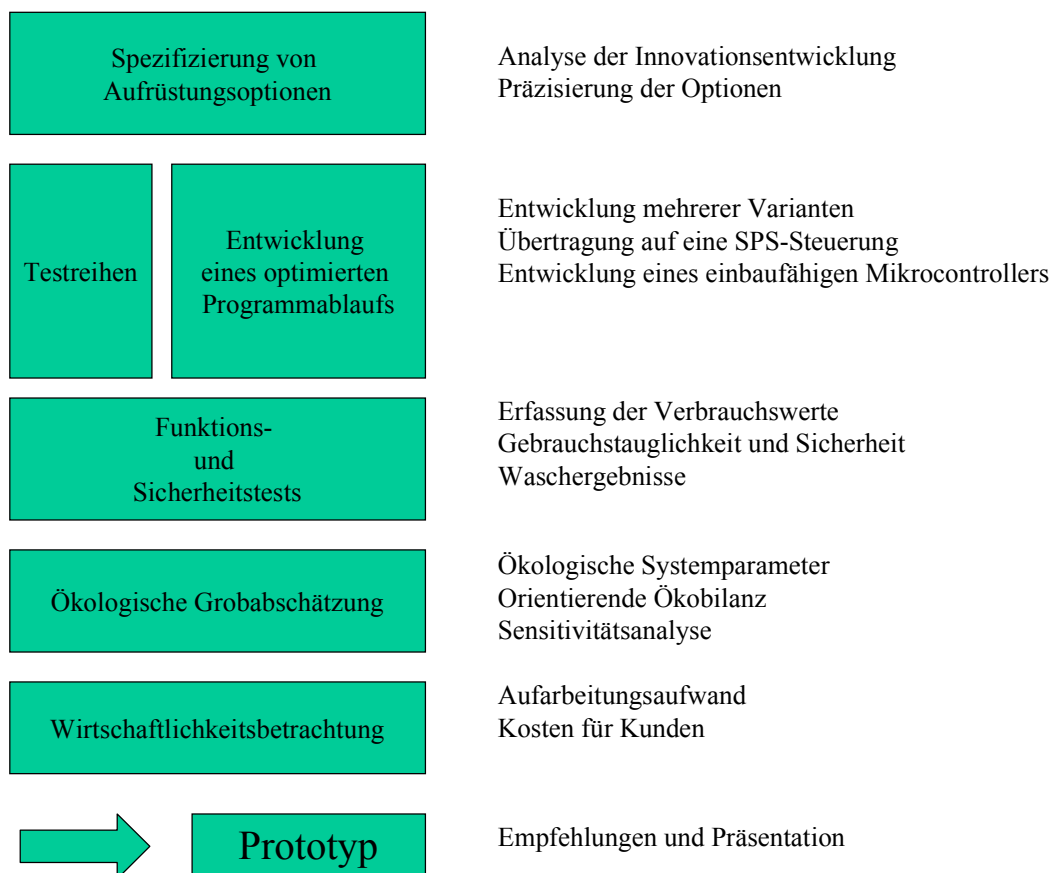 Spezifizierung von
Aufrüstungsoptionen
Analyse der Innovationsentwicklung
Präzisierung der Optionen
Testreihen
Entwicklung
eines optimierten
Programmablaufs
Entwicklung mehrerer Varianten
Übertragung auf eine SPS-Steuerung
Entwicklung eines einbaufähigen Mikrocontrollers
Funktions-
und
Sicherheitstests
Erfassung der Verbrauchswerte
Gebrauchstauglichkeit und Sicherheit
Waschergebnisse
Ökologische Grobabschätzung
Ökologische Systemparameter
Orientierende Ökobilanz
Sensitivitätsanalyse
Wirtschaftlichkeitsbetrachtung
Aufarbeitungsaufwand
Kosten für Kunden
Prototyp
Empfehlungen und Präsentation